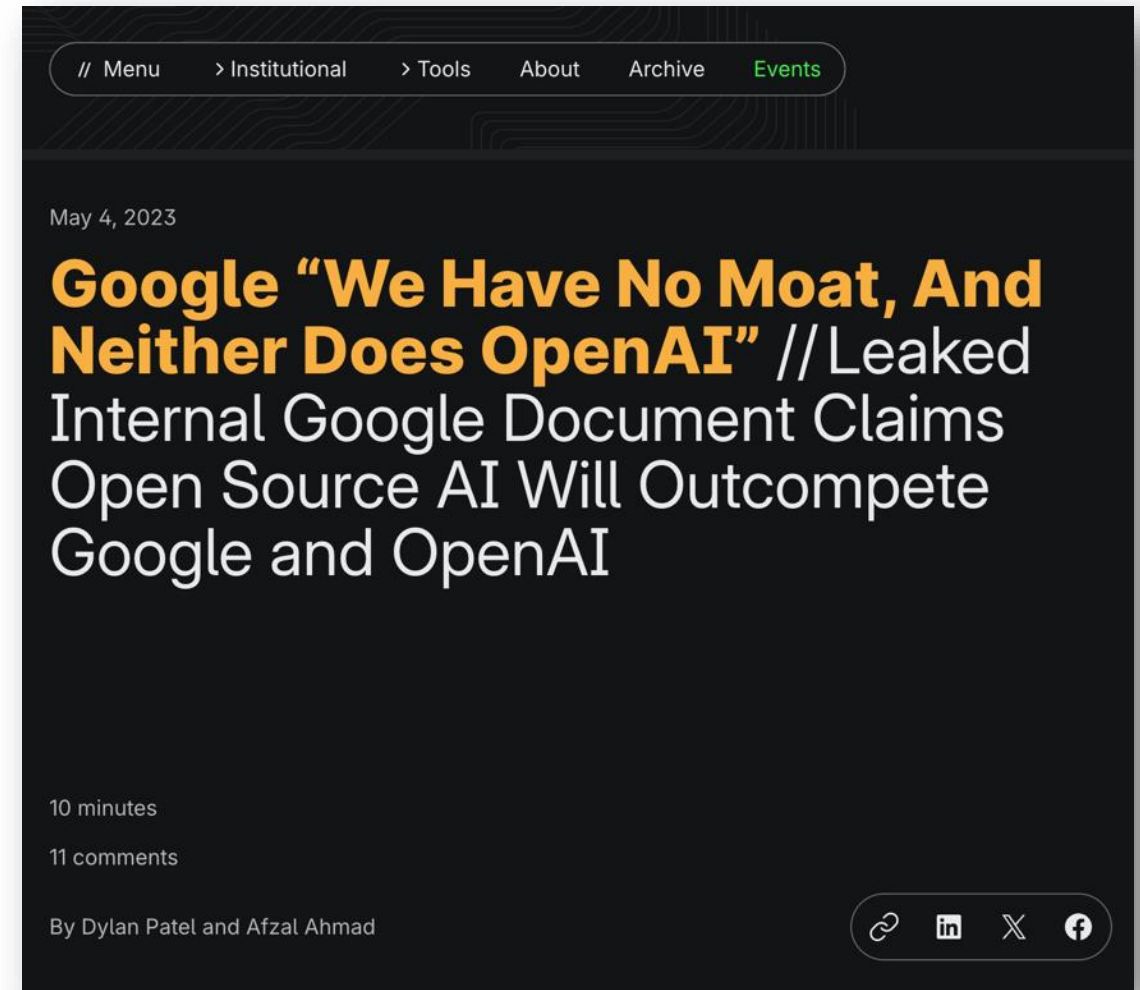 // Menu > Institutional > Tools About Archive Events
May 4, 2023
Google “We Have No Moat, And
Neither Does OpenAI” // Leaked
Internal Google Document Claims
Open Source AI Will Outcompete
Google and OpenAI
10 minutes
11 comments
By Dylan Patel and Afzal Ahmad